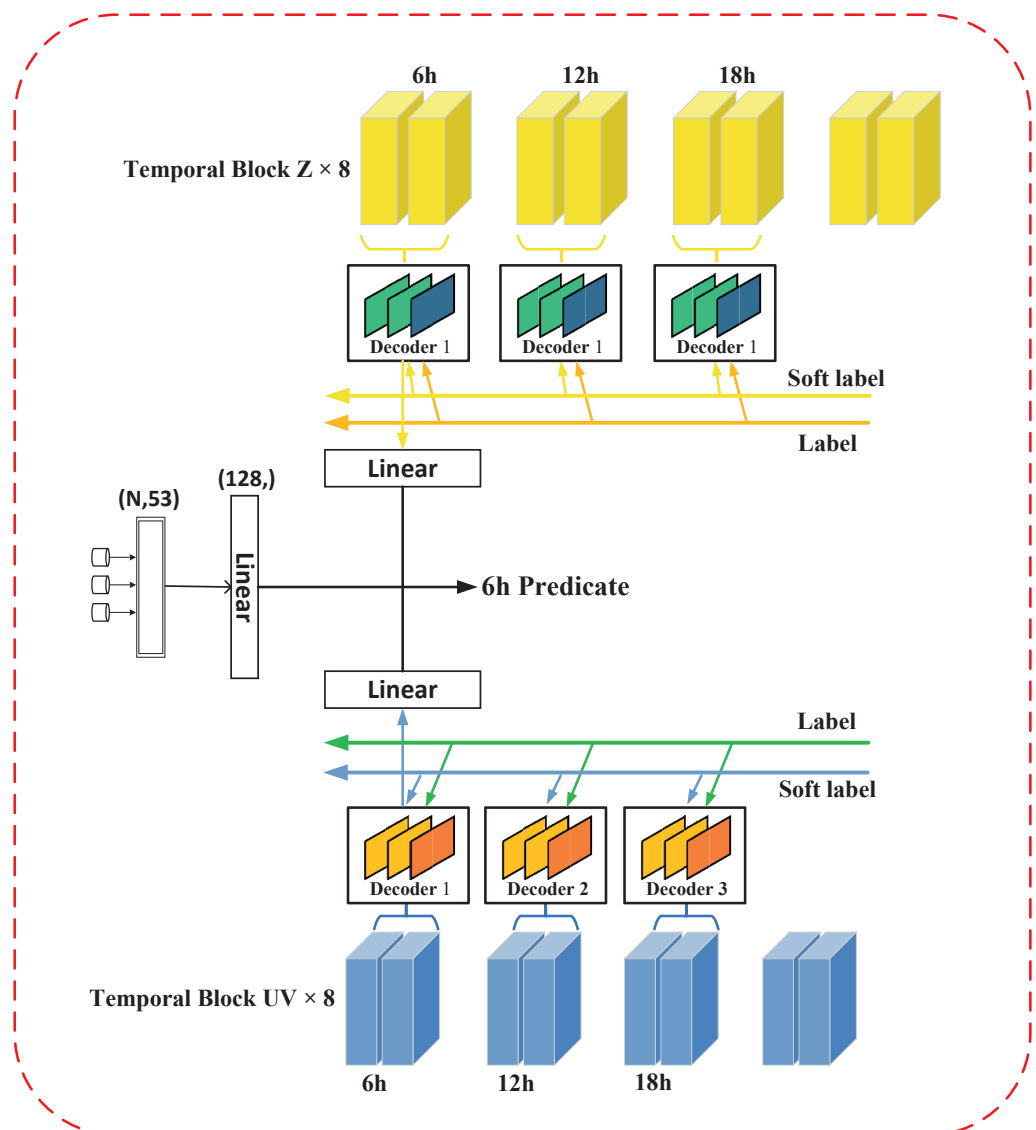 6h
12h
18h
Temporal Block Z × 8
Decoder 1
Decoder 1
Decoder 1
Soft label
Label
Linear
(N,53)
(128,)
Linear
6h Predicate
Linear
Label
Soft label
Decoder 1
Decoder 2
Decoder 3
Temporal Block UV × 8
6h
12h
18h